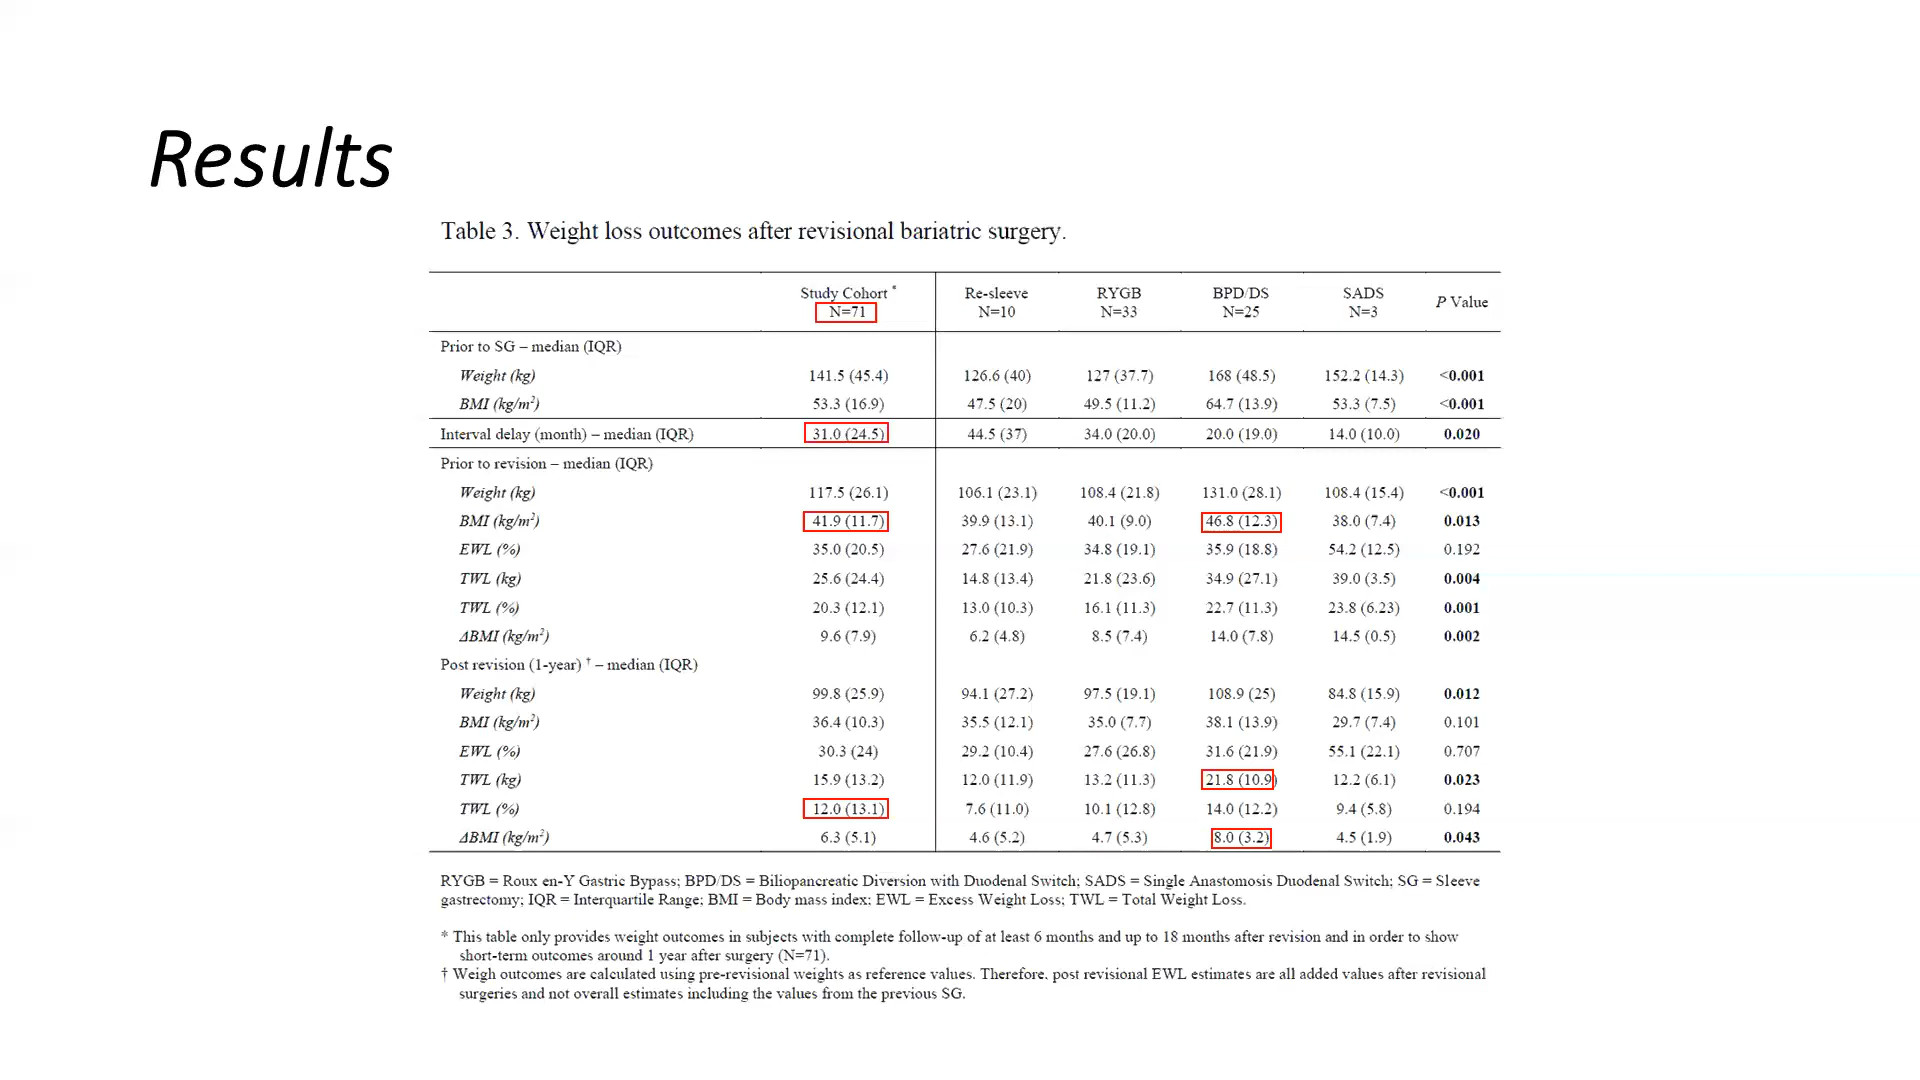 Results
Table 3. Weight loss outcomes after revisional bariatric surgery.
Study Cohort * Re-sleeve RYGB BPD/DS SADS P Value
N=71 N=10 N=33 N=25 N=3
Prior to SG – median (IQR)
Weight (kg) 141.5 (45.4) 126.6 (40) 127 (37.7) 168 (48.5) 152.2 (14.3) <0.001
BMI (kg/m²) 53.3 (16.9) 47.5 (20) 49.5 (11.2) 64.7 (13.9) 53.3 (7.5) <0.001
Interval delay (month) – median (IQR) 31.0 (24.5) 44.5 (37) 34.0 (20.0) 20.0 (19.0) 14.0 (10.0) 0.020
Prior to revision – median (IQR)
Weight (kg) 117.5 (26.1) 106.1 (23.1) 108.4 (21.8) 131.0 (28.1) 108.4 (15.4) <0.001
BMI (kg/m²) 41.9 (11.7) 39.9 (13.1) 40.1 (9.0) 46.8 (12.3) 38.0 (7.4) 0.013
EWL (%) 35.0 (20.5) 27.6 (21.9) 34.8 (19.1) 35.9 (18.8) 54.2 (12.5) 0.192
TWL (kg) 25.6 (24.4) 14.8 (13.4) 21.8 (23.6) 34.9 (27.1) 39.0 (3.5) 0.004
TWL (%) 20.3 (12.1) 13.0 (10.3) 16.1 (11.3) 22.7 (11.3) 23.8 (6.23) 0.001
ΔBMI (kg/m²) 9.6 (7.9) 6.2 (4.8) 8.5 (7.4) 14.0 (7.8) 14.5 (0.5) 0.002
Post revision (1-year) † – median (IQR)
Weight (kg) 99.8 (25.9) 94.1 (27.2) 97.5 (19.1) 108.9 (25) 84.8 (15.9) 0.012
BMI (kg/m²) 36.4 (10.3) 35.5 (12.1) 35.0 (7.7) 38.1 (13.9) 29.7 (7.4) 0.101
EWL (%) 30.3 (24) 29.2 (10.4) 27.6 (26.8) 31.6 (21.9) 55.1 (22.1) 0.707
TWL (kg) 15.9 (13.2) 12.0 (11.9) 13.2 (11.3) 21.8 (10.9) 12.2 (6.1) 0.023
TWL (%) 12.0 (13.1) 7.6 (11.0) 10.1 (12.8) 14.0 (12.2) 9.4 (5.8) 0.194
ΔBMI (kg/m²) 6.3 (5.1) 4.6 (5.2) 4.7 (5.3) 8.0 (3.2) 4.5 (1.9) 0.043
RYGB = Roux en-Y Gastric Bypass; BPD/DS = Biliopancreatic Diversion with Duodenal Switch; SADS = Single Anastomosis Duodenal Switch; SG = Sleeve
gastrectomy; IQR = Interquartile Range; BMI = Body mass index; EWL = Excess Weight Loss; TWL = Total Weight Loss.
* This table only provides weight outcomes in subjects with complete follow-up of at least 6 months and up to 18 months after revision and in order to show
short-term outcomes around 1 year after surgery (N=71).
† Weigh outcomes are calculated using pre-revisional weights as reference values. Therefore, post revisional EWL estimates are all added values after revisional
surgeries and not overall estimates including the values from the previous SG.